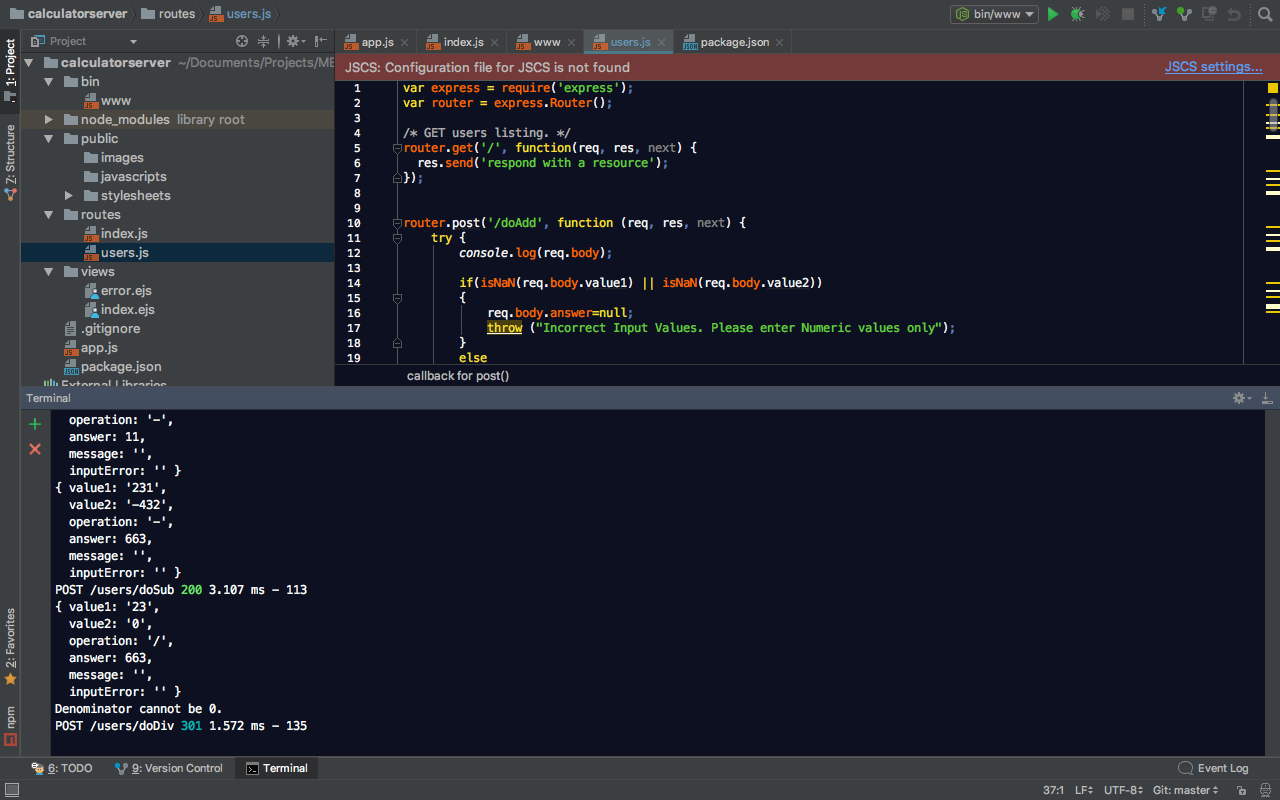 calculatorserver routes users.js bin/www
1: Project
Project
app.js index.js www users.js package.json
calculatorserver ~/Documents/Projects/ME
bin
www
node_modules library root
public
images
javascripts
stylesheets
routes
index.js
users.js
views
error.ejs
index.ejs
.gitignore
app.js
package.json
External Libraries
Z: Structure
JSCS: Configuration file for JSCS is not found JSCS settings...
1 var express = require('express');
2 var router = express.Router();
3
4 /* GET users listing. */
5 router.get('/', function(req, res, next) {
6 res.send('respond with a resource');
7 });
8
9
10 router.post('/doAdd', function (req, res, next) {
11 try {
12 console.log(req.body);
13
14 if(isNaN(req.body.value1) || isNaN(req.body.value2))
15 {
16 req.body.answer=null;
17 throw ("Incorrect Input Values. Please enter Numeric values only");
18 }
19 else
callback for post()
Terminal
operation: '-',
answer: 11,
message: '',
inputError: '' }
{ value1: '231',
value2: '-432',
operation: '-',
answer: 663,
message: '',
inputError: '' }
POST /users/doSub 200 3.107 ms - 113
{ value1: '23',
value2: '0',
operation: '/',
answer: 663,
message: '',
inputError: '' }
Denominator cannot be 0.
POST /users/doDiv 301 1.572 ms - 135
2: Favorites
npm
6: TODO 9: Version Control Terminal Event Log
37:1 LF UTF-8 Git: master